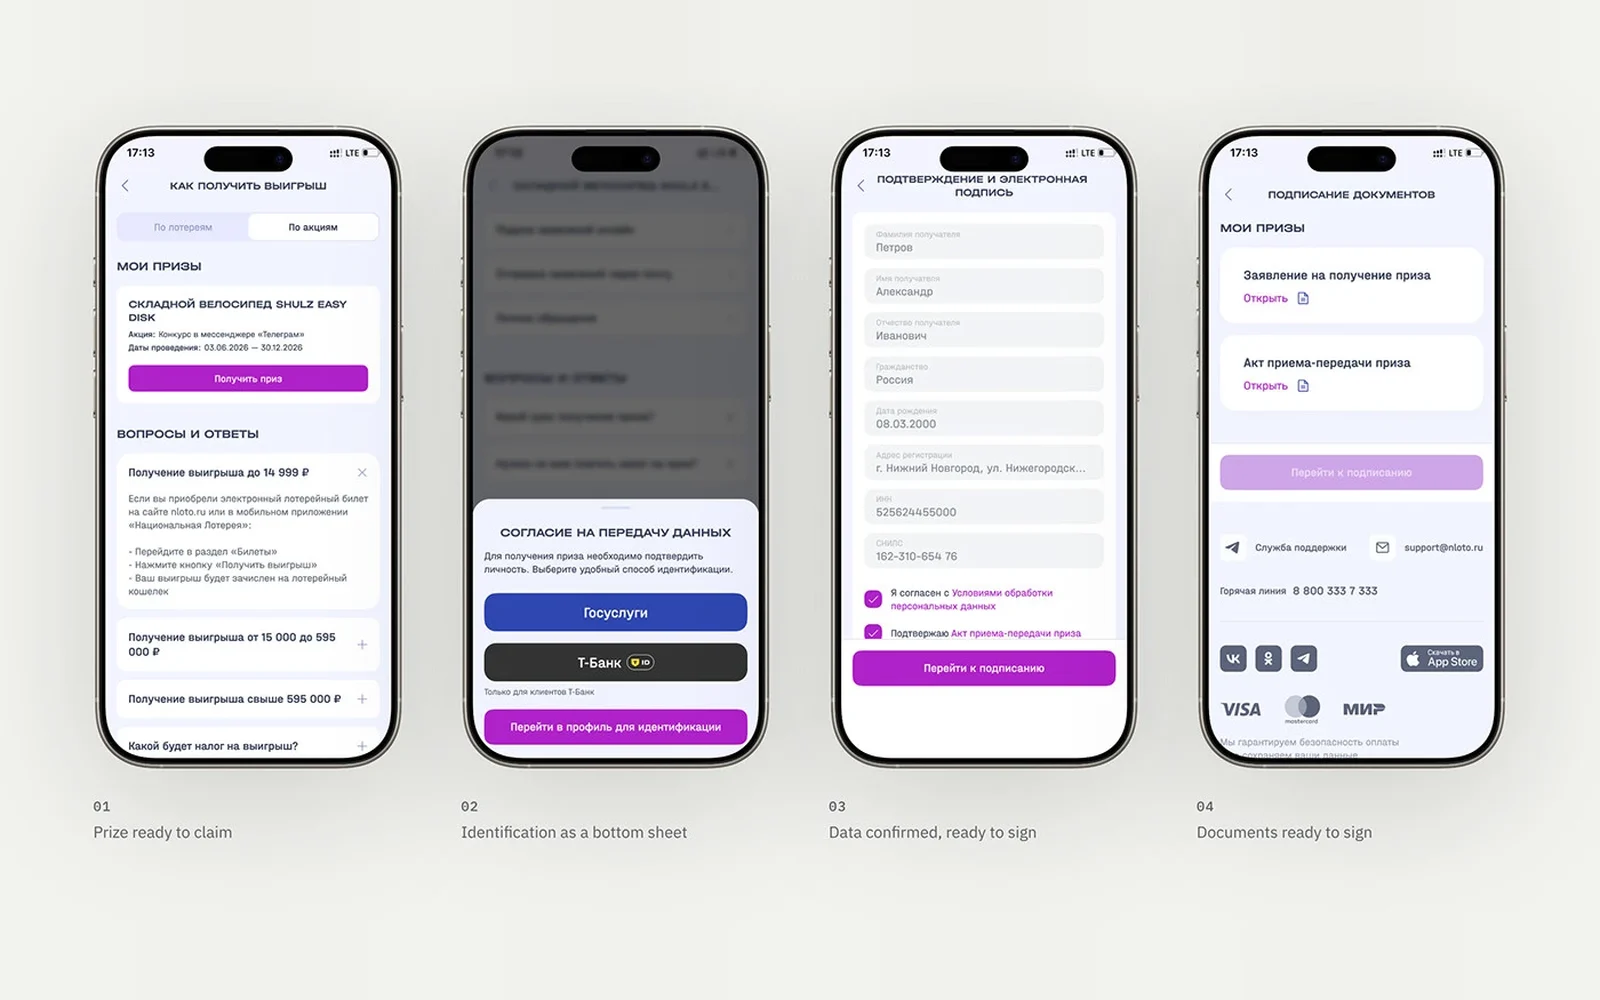 17:13
LTE
КАК ПОЛУЧИТЬ ВЫИГРЫШ
По лотереям
По акциям
МОИ ПРИЗЫ
СКЛАДНОЙ ВЕЛОСИПЕД SHULZ EASY
DISK
Акция: Конкурс в мессенджере «Телеграм»
Даты проведения: 03.06.2026 — 30.12.2026
Получить приз
ВОПРОСЫ И ОТВЕТЫ
Получение выигрыша до 14 999 ₽
Если вы приобрели электронный лотерейный билет
на сайте nloto.ru или в мобильном приложении
«Национальная Лотерея»:
- Перейдите в раздел «Билеты»
- Нажмите кнопку «Получить выигрыш»
- Ваш выигрыш будет зачислен на лотерейный
кошелек
Получение выигрыша от 15 000 до 595
000 ₽
Получение выигрыша свыше 595 000 ₽
Какой будет налог на выигрыш?
01
Prize ready to claim
ВОПРОСЫ И ОТВЕТЫ
СОГЛАСИЕ НА ПЕРЕДАЧУ ДАННЫХ
Для получения приза необходимо подтвердить
личность. Выберите удобный способ идентификации.
Госуслуги
Т-Банк ID
Только для клиентов Т-Банк
Перейти в профиль для идентификации
02
Identification as a bottom sheet
17:13
LTE
ПОДТВЕРЖДЕНИЕ И ЭЛЕКТРОННАЯ
ПОДПИСЬ
Фамилия получателя
Петров
Имя получателя
Александр
Отчество получателя
Иванович
Гражданство
Россия
Дата рождения
08.03.2000
Адрес регистрации
г. Нижний Новгород, ул. Нижегородск...
ИНН
525624455000
СНИЛС
162-310-654 76
Я согласен с Условиями обработки
персональных данных
Подтверждаю Акт приема-передачи приза
Перейти к подписанию
03
Data confirmed, ready to sign
17:13
LTE
ПОДПИСАНИЕ ДОКУМЕНТОВ
МОИ ПРИЗЫ
Заявление на получение приза
Открыть
Акт приема-передачи приза
Открыть
Перейти к подписанию
Служба поддержки
support@nloto.ru
Горячая линия 8 800 333 7 333
Скачать в
App Store
VISA
mastercard
МИР
Мы гарантируем безопасность оплаты
сохраняем ваши данные
04
Documents ready to sign